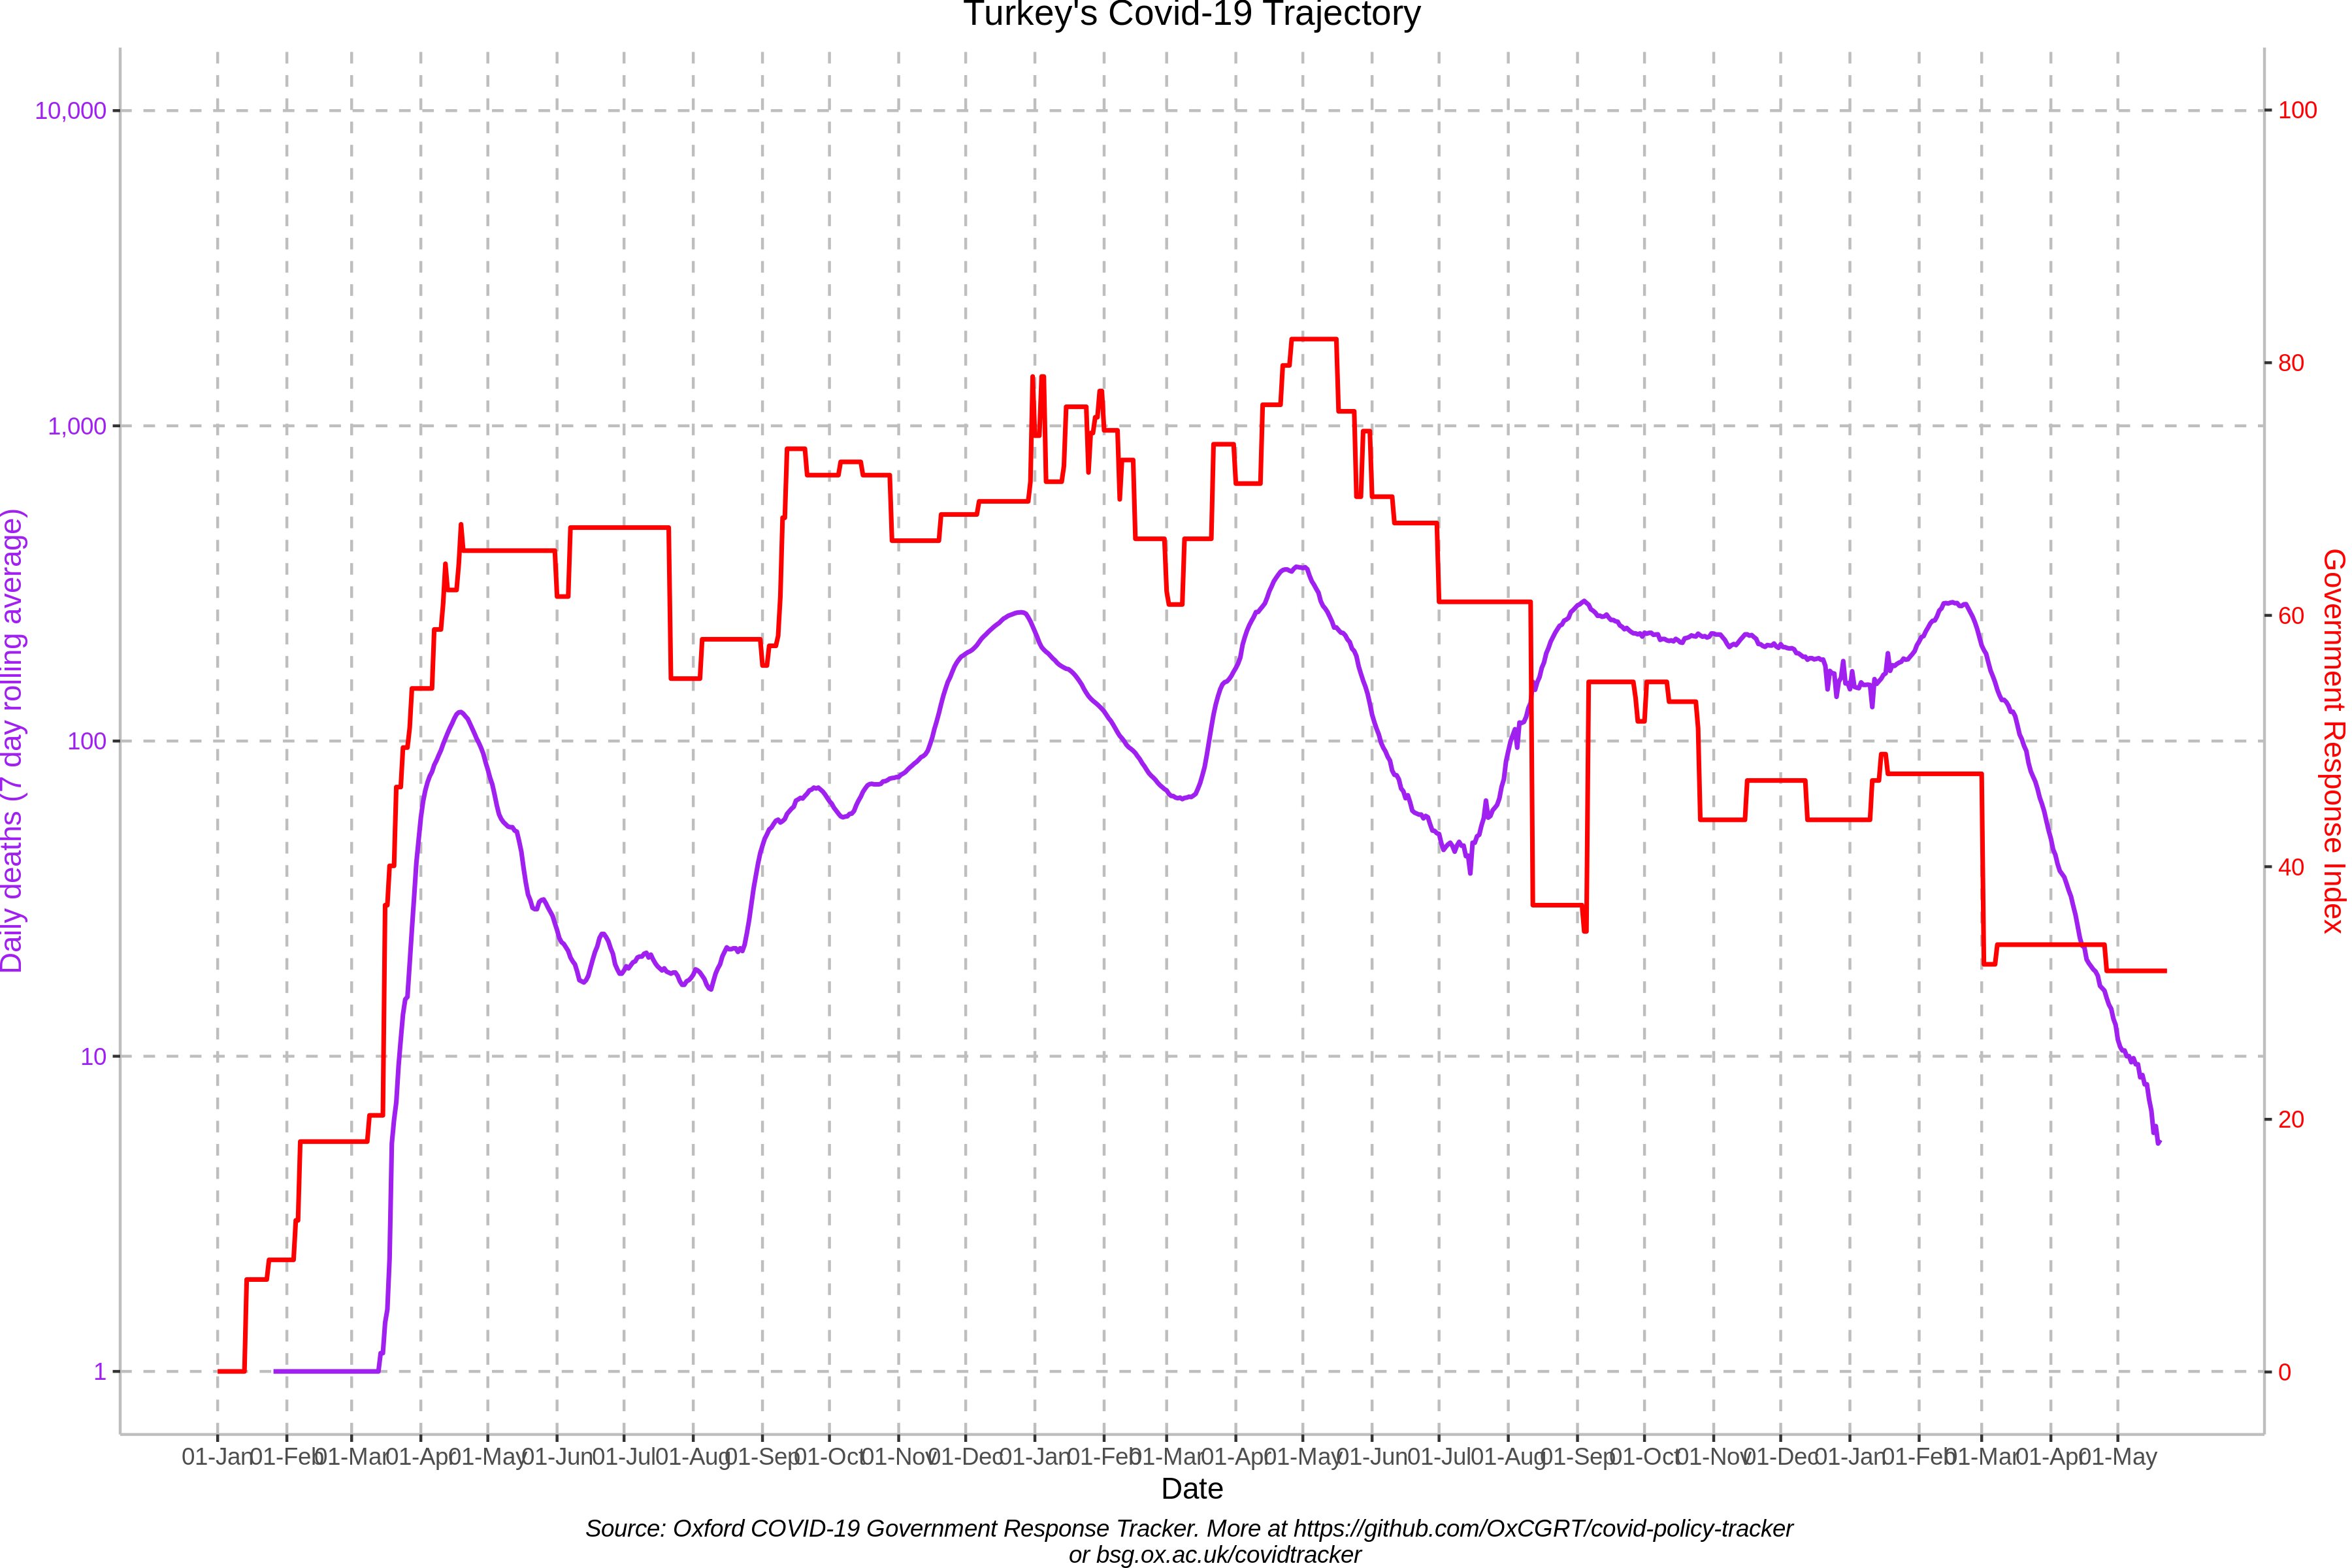 Turkey's Covid-19 Trajectory
10,000
1,000
100
10
1
Daily deaths (7 day rolling average)
100
80
60
40
20
0
Government Response Index
01-Jan 01-Feb 01-Mar 01-Apr 01-May 01-Jun 01-Jul 01-Aug 01-Sep 01-Oct 01-Nov 01-Dec 01-Jan 01-Feb 01-Mar 01-Apr 01-May 01-Jun 01-Jul 01-Aug 01-Sep 01-Oct 01-Nov 01-Dec 01-Jan 01-Feb 01-Mar 01-Apr 01-May
Date
Source: Oxford COVID-19 Government Response Tracker. More at https://github.com/OxCGRT/covid-policy-tracker
or bsg.ox.ac.uk/covidtracker